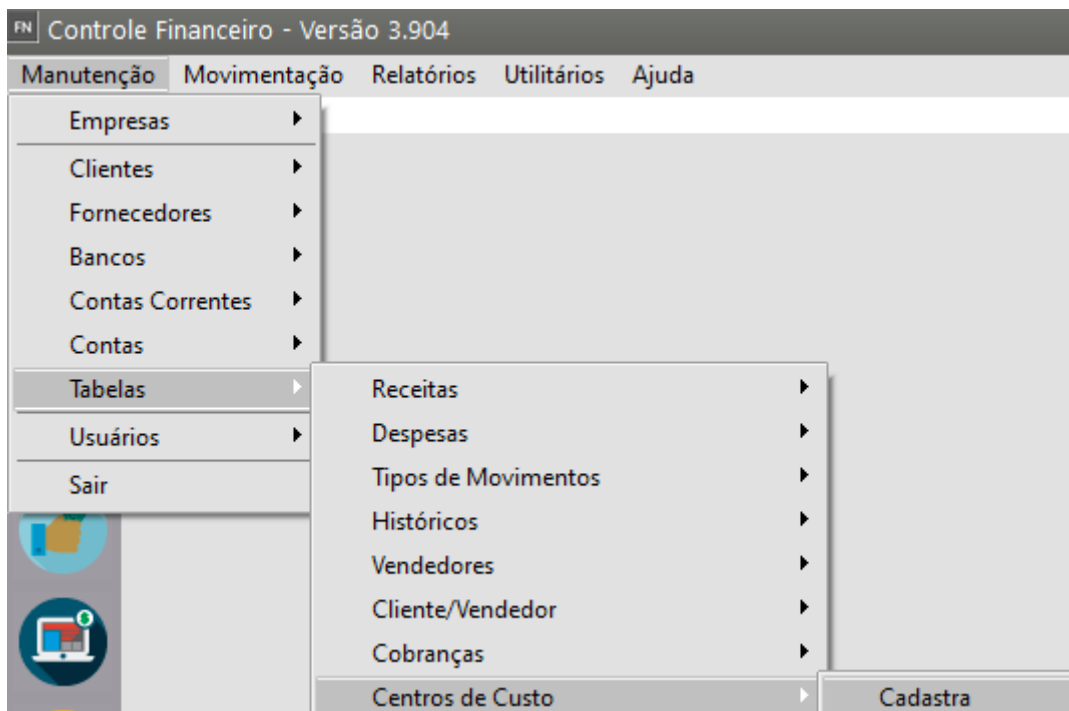 FN Controle Financeiro - Versão 3.904
Manutenção Movimentação Relatórios Utilitários Ajuda
Empresas
Clientes
Fornecedores
Bancos
Contas Correntes
Contas
Tabelas
Usuários
Sair
Receitas
Despesas
Tipos de Movimentos
Históricos
Vendedores
Cliente/Vendedor
Cobranças
Centros de Custo
Cadastra